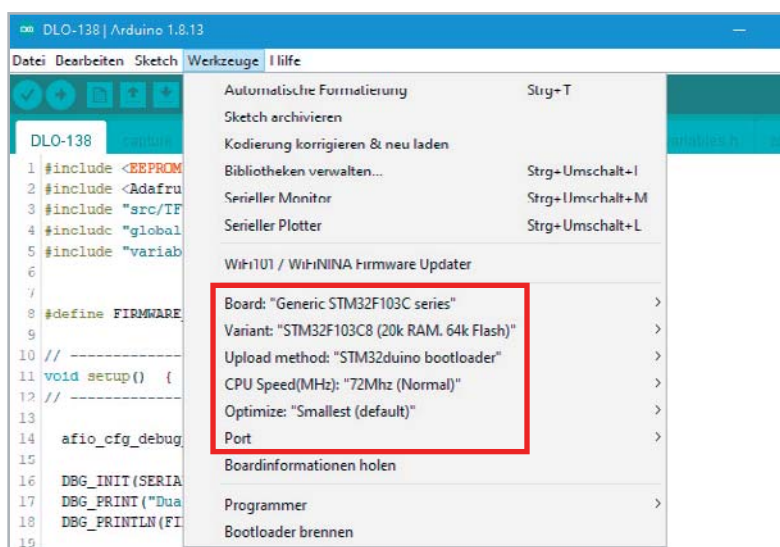 DLO-138 | Arduino 1.8.13
Datei Bearbeiten Sketch Werkzeuge Hilfe
Automatische Formatierung Strg+T
Sketch archivieren
DLO-138 capture variables.h
Kodierung korrigieren & neu laden
1 #include <EEPROM
Bibliotheken verwalten... Strg+Umschalt+I
2 #include <Adafru
Serieller Monitor Strg+Umschalt+M
3 #include "src/TF
Serieller Plotter Strg+Umschalt+L
4 #include "global
5 #include "variab
WiFi101 / WiFiNINA Firmware Updater
6
7
Board: "Generic STM32F103C series"
8 #define FIRMWARE_
Variant: "STM32F103C8 (20k RAM. 64k Flash)"
9
10 // --------------
Upload method: "STM32duino bootloader"
11 void setup() {
CPU Speed(MHz): "72Mhz (Normal)"
12 // --------------
Optimize: "Smallest (default)"
13
14 afio_cfg_debug_
Port
15
Boardinformationen holen
16 DBG_INIT(SERIA
17 DBG_PRINT("Dua
Programmer
18 DBG_PRINTLN(FI
Bootloader brennen
19